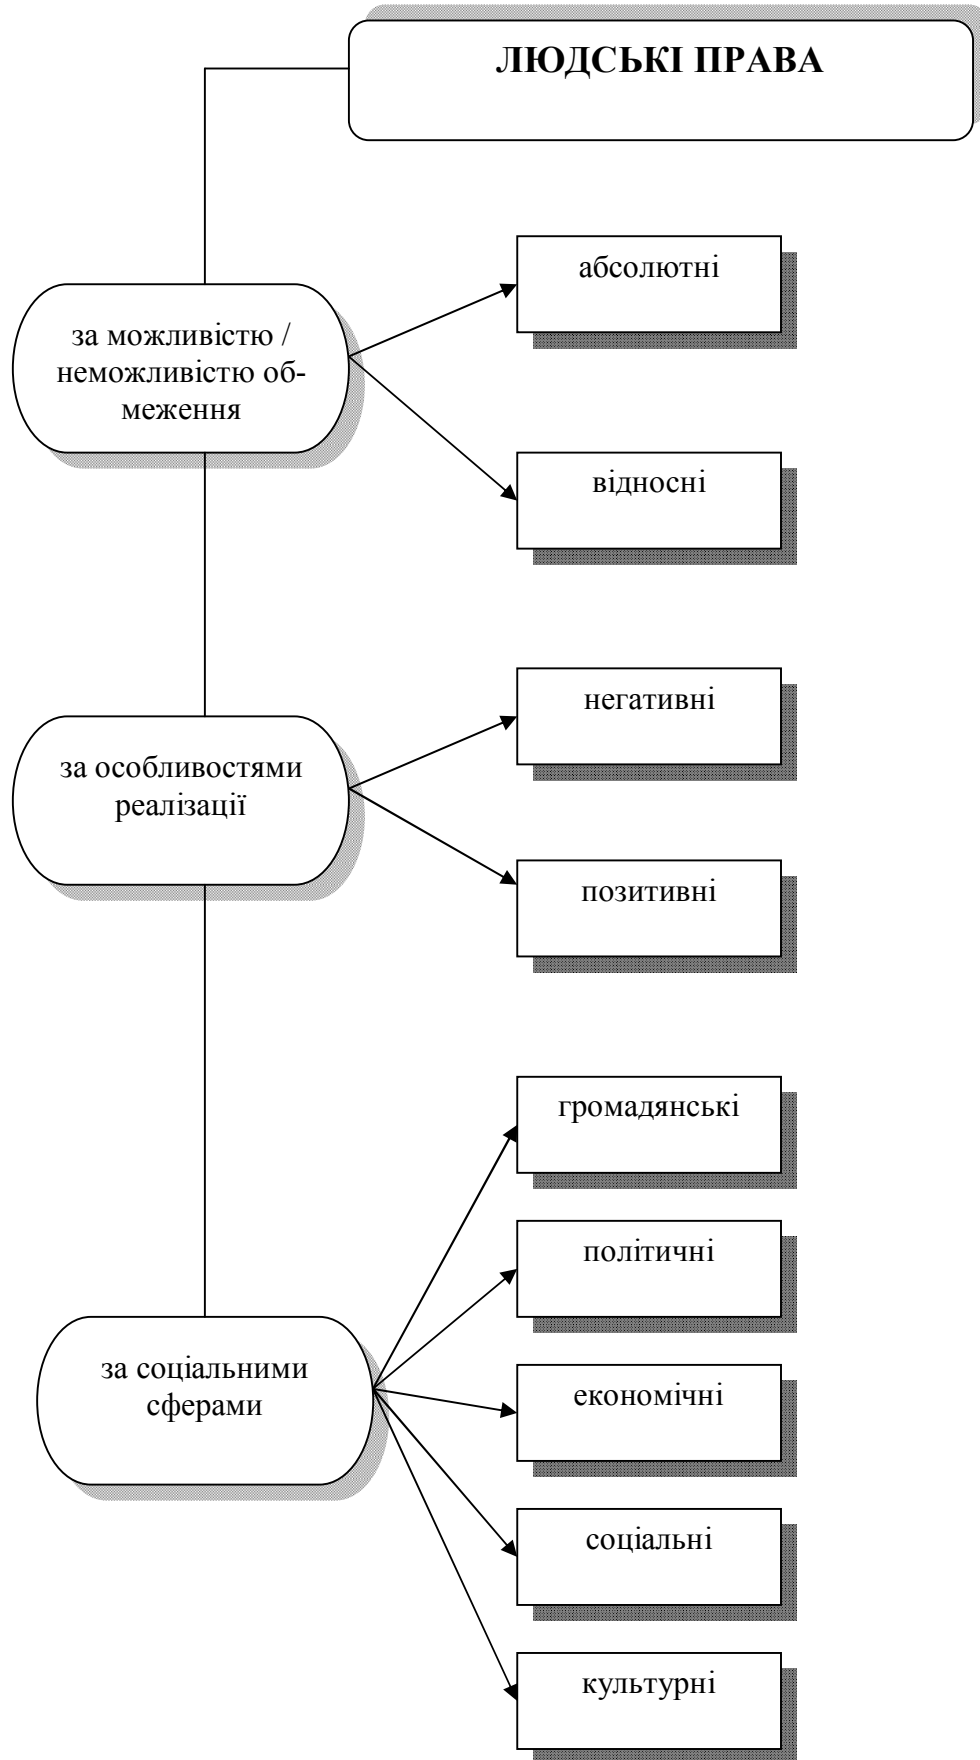 ЛЮДСЬКІ ПРАВА
абсолютні
за можливістю /
неможливістю об-
меження
відносні
негативні
за особливостями
реалізації
позитивні
громадянські
політичні
за соціальними
сферами
економічні
соціальні
культурні